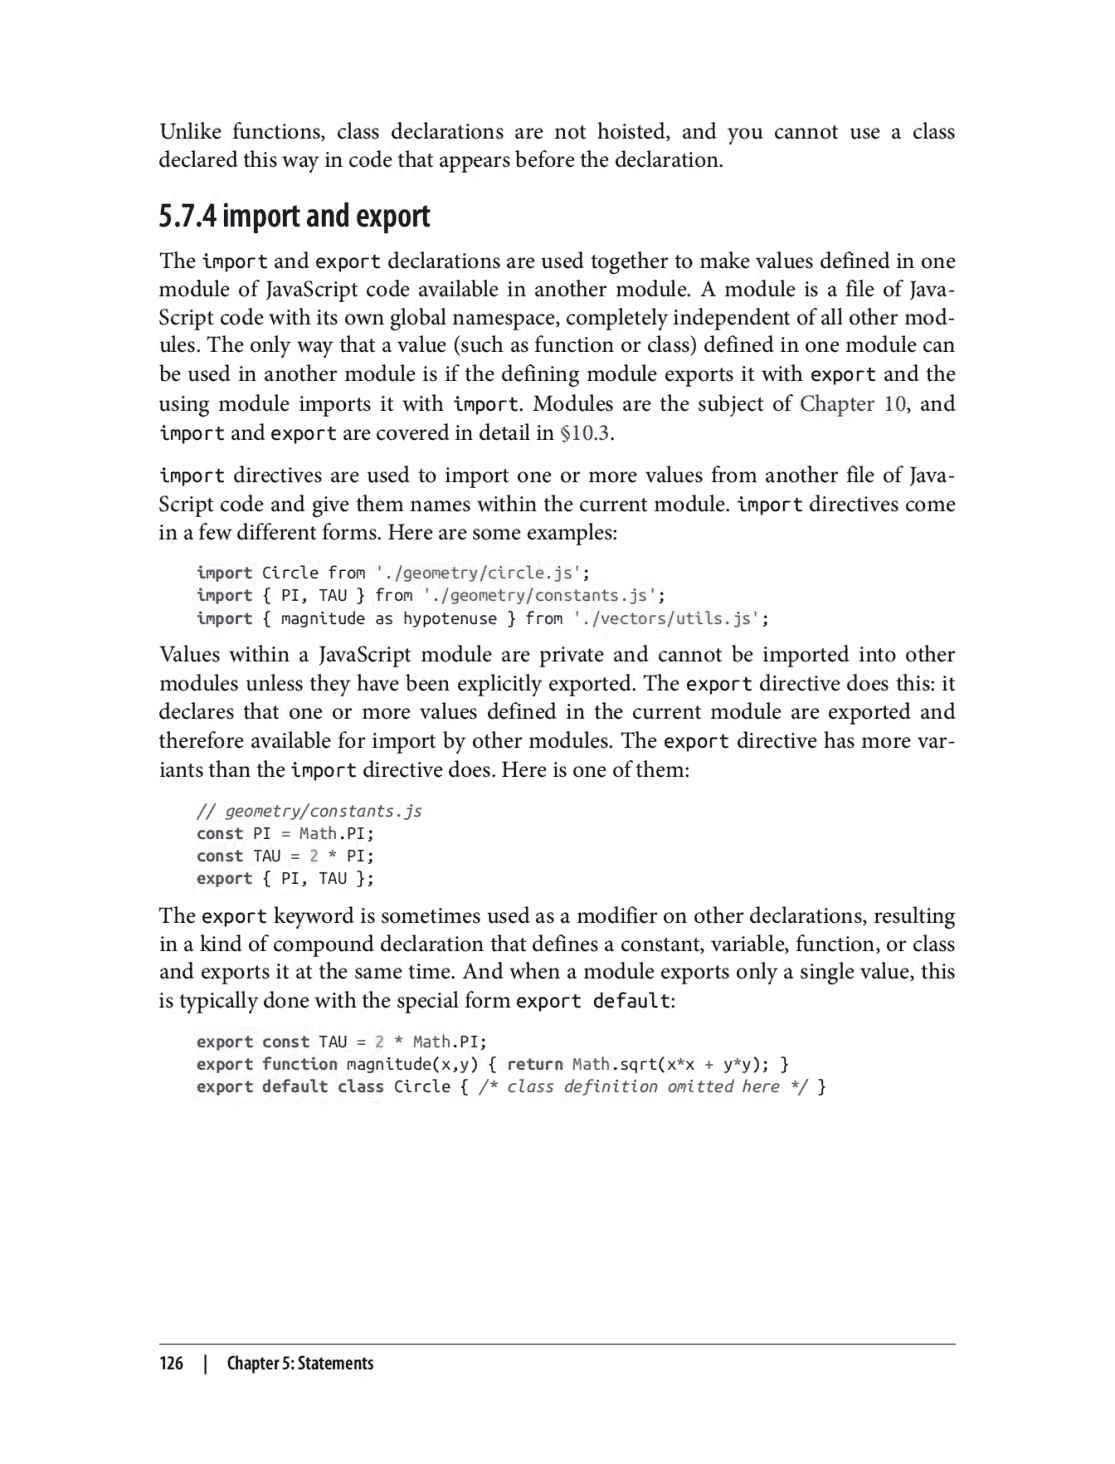 Unlike functions, class declarations are not hoisted, and you cannot use a class
declared this way in code that appears before the declaration.
5.7.4 import and export
The import and export declarations are used together to make values defined in one
module of JavaScript code available in another module. A module is a file of Java-
Script code with its own global namespace, completely independent of all other mod-
ules. The only way that a value (such as function or class) defined in one module can
be used in another module is if the defining module exports it with export and the
using module imports it with import. Modules are the subject of Chapter 10, and
import and export are covered in detail in §10.3.
import directives are used to import one or more values from another file of Java-
Script code and give them names within the current module. import directives come
in a few different forms. Here are some examples:
import Circle from './geometry/circle.js';
import { PI, TAU } from './geometry/constants.js';
import { magnitude as hypotenuse } from './vectors/utils.js';
Values within a JavaScript module are private and cannot be imported into other
modules unless they have been explicitly exported. The export directive does this: it
declares that one or more values defined in the current module are exported and
therefore available for import by other modules. The export directive has more var-
iants than the import directive does. Here is one of them:
// geometry/constants.js
const PI = Math.PI;
const TAU = 2 * PI;
export { PI, TAU };
The export keyword is sometimes used as a modifier on other declarations, resulting
in a kind of compound declaration that defines a constant, variable, function, or class
and exports it at the same time. And when a module exports only a single value, this
is typically done with the special form export default:
export const TAU = 2 * Math.PI;
export function magnitude(x,y) { return Math.sqrt(x*x + y*y); }
export default class Circle { /* class definition omitted here */ }
126 | Chapter 5: Statements